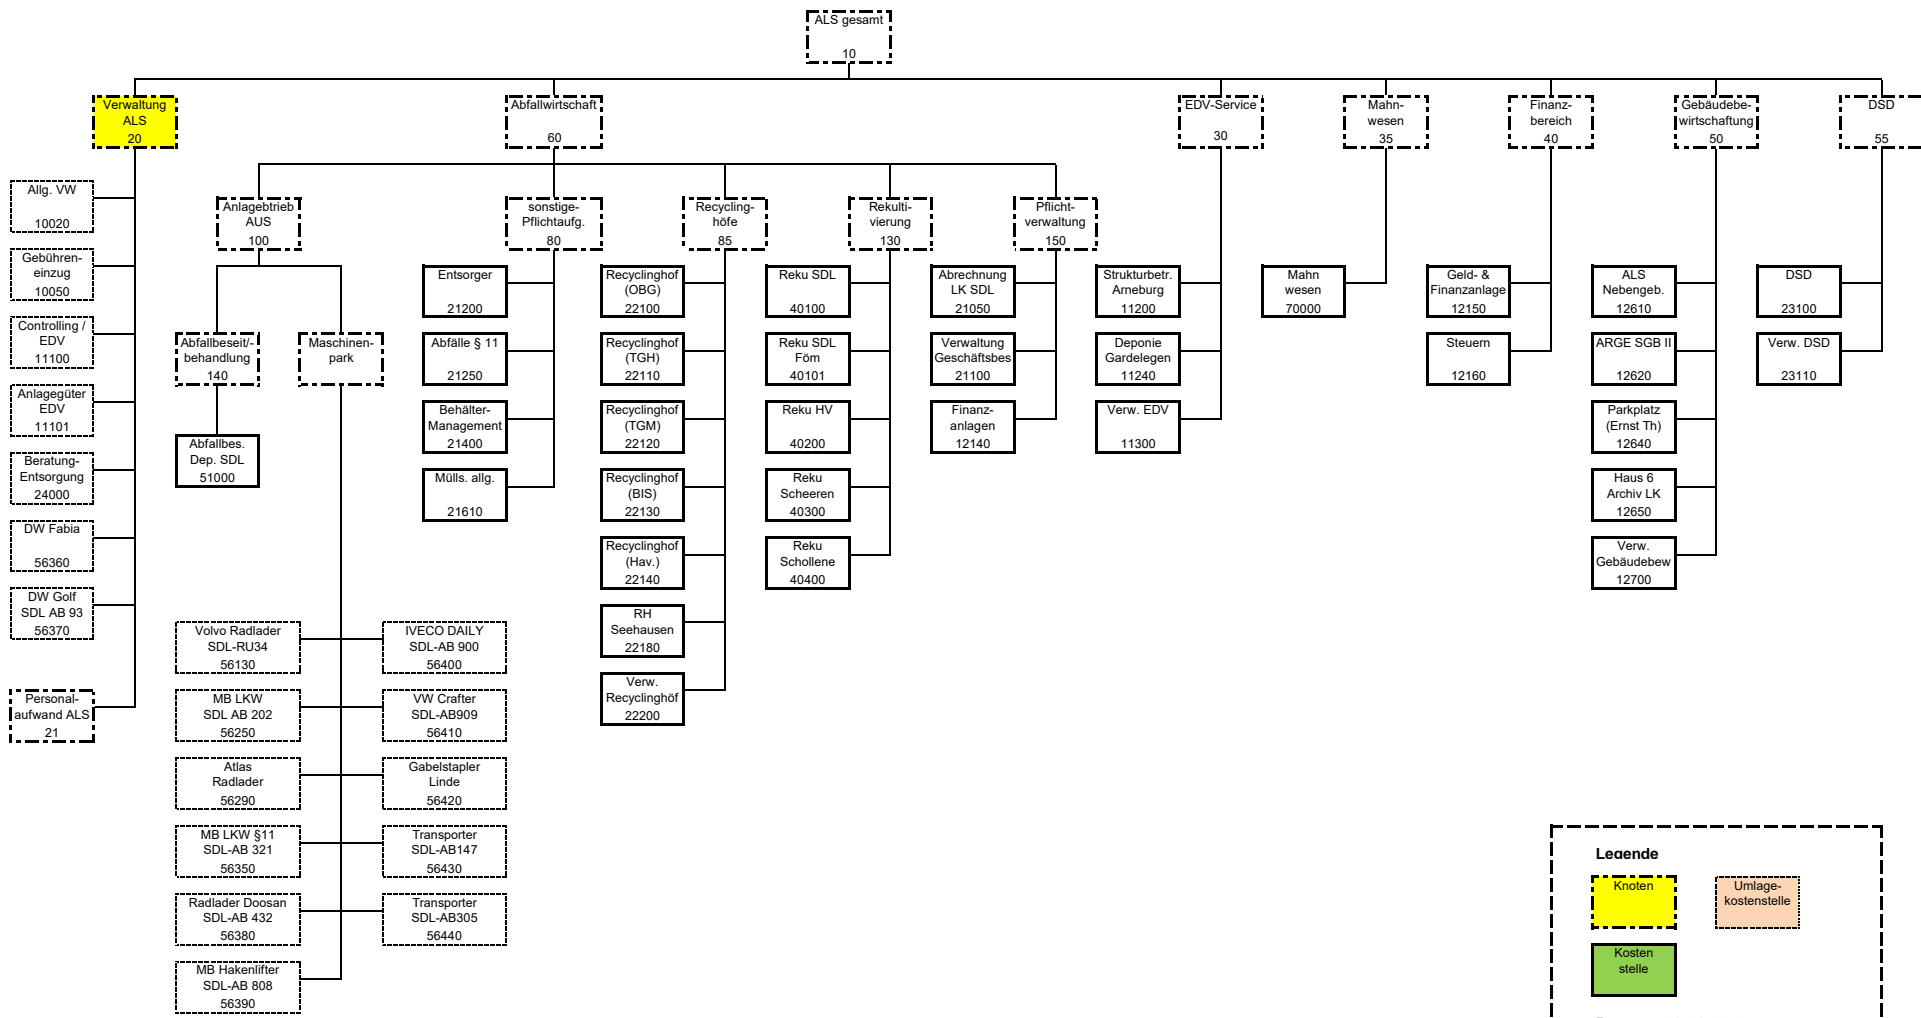 ALS gesamt
10
Verwaltung
ALS
20
Abfallwirtschaft
60
EDV-Service
30
Mahn-
wesen
35
Finanz-
bereich
40
Gebäudebe-
wirtschaftung
50
DSD
55
Allg. VW
10020
Gebühren-
einzug
10050
Controlling /
EDV
11100
Anlagegüter
EDV
11101
Beratung-
Entsorgung
24000
DW Fabia
56360
DW Golf
SDL AB 93
56370
Personal-
aufwand ALS
21
Anlagebtrieb
AUS
100
Abfallbeseit/-
behandlung
140
Abfallbes.
Dep. SDL
51000
Maschinen-
park
Volvo Radlader
SDL-RU34
56130
MB LKW
SDL AB 202
56250
Atlas
Radlader
56290
MB LKW §11
SDL-AB 321
56350
Radlader Doosan
SDL-AB 432
56380
MB Hakenlifter
SDL-AB 808
56390
IVECO DAILY
SDL-AB 900
56400
VW Crafter
SDL-AB909
56410
Gabelstapler
Linde
56420
Transporter
SDL-AB147
56430
Transporter
SDL-AB305
56440
sonstige-
Pflichtaufg.
80
Entsorger
21200
Abfälle § 11
21250
Behälter-
Management
21400
Mülls. allg.
21610
Recycling-
höfe
85
Recyclinghof
(OBG)
22100
Recyclinghof
(TGH)
22110
Recyclinghof
(TGM)
22120
Recyclinghof
(BIS)
22130
Recyclinghof
(Hav.)
22140
RH
Seehausen
22180
Verw.
Recyclinghöf
22200
Rekulti-
vierung
130
Reku SDL
40100
Reku SDL
Föm
40101
Reku HV
40200
Reku
Scheeren
40300
Reku
Schollene
40400
Pflicht-
verwaltung
150
Abrechnung
LK SDL
21050
Verwaltung
Geschäftsbes
21100
Finanz-
anlagen
12140
Strukturbetr.
Arneburg
11200
Deponie
Gardelegen
11240
Verw. EDV
11300
Mahn
wesen
70000
Geld- &
Finanzanlage
12150
Steuern
12160
ALS
Nebengeb.
12610
ARGE SGB II
12620
Parkplatz
(Ernst Th)
12640
Haus 6
Archiv LK
12650
Verw.
Gebäudebew
12700
DSD
23100
Verw. DSD
23110
Legende
Knoten
Umlage-
kostenstelle
Kosten
stelle